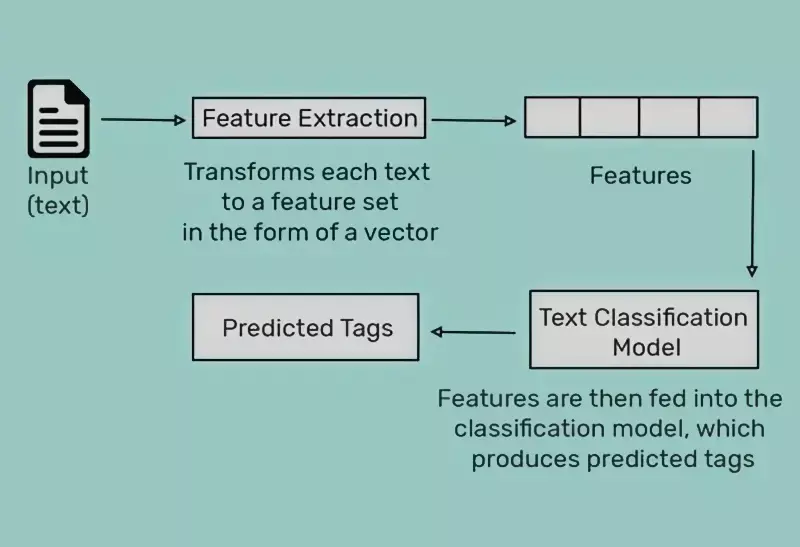 Input
(text)
Feature Extraction
Transforms each text
to a feature set
in the form of a vector
Features
Text Classification
Model
Features are then fed into the
classification model, which
produces predicted tags
Predicted Tags